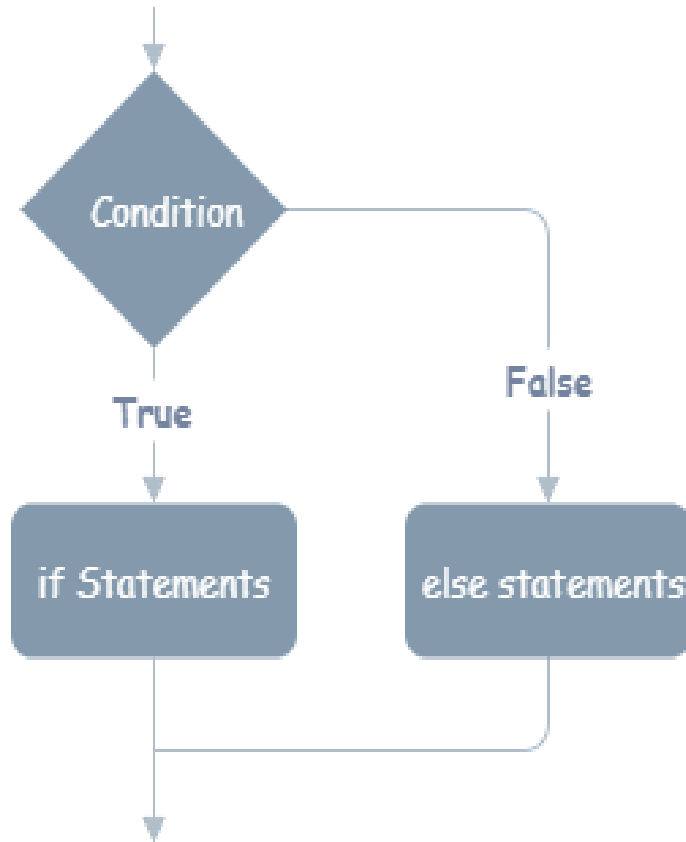 Condition
False
True
if Statements
else statements